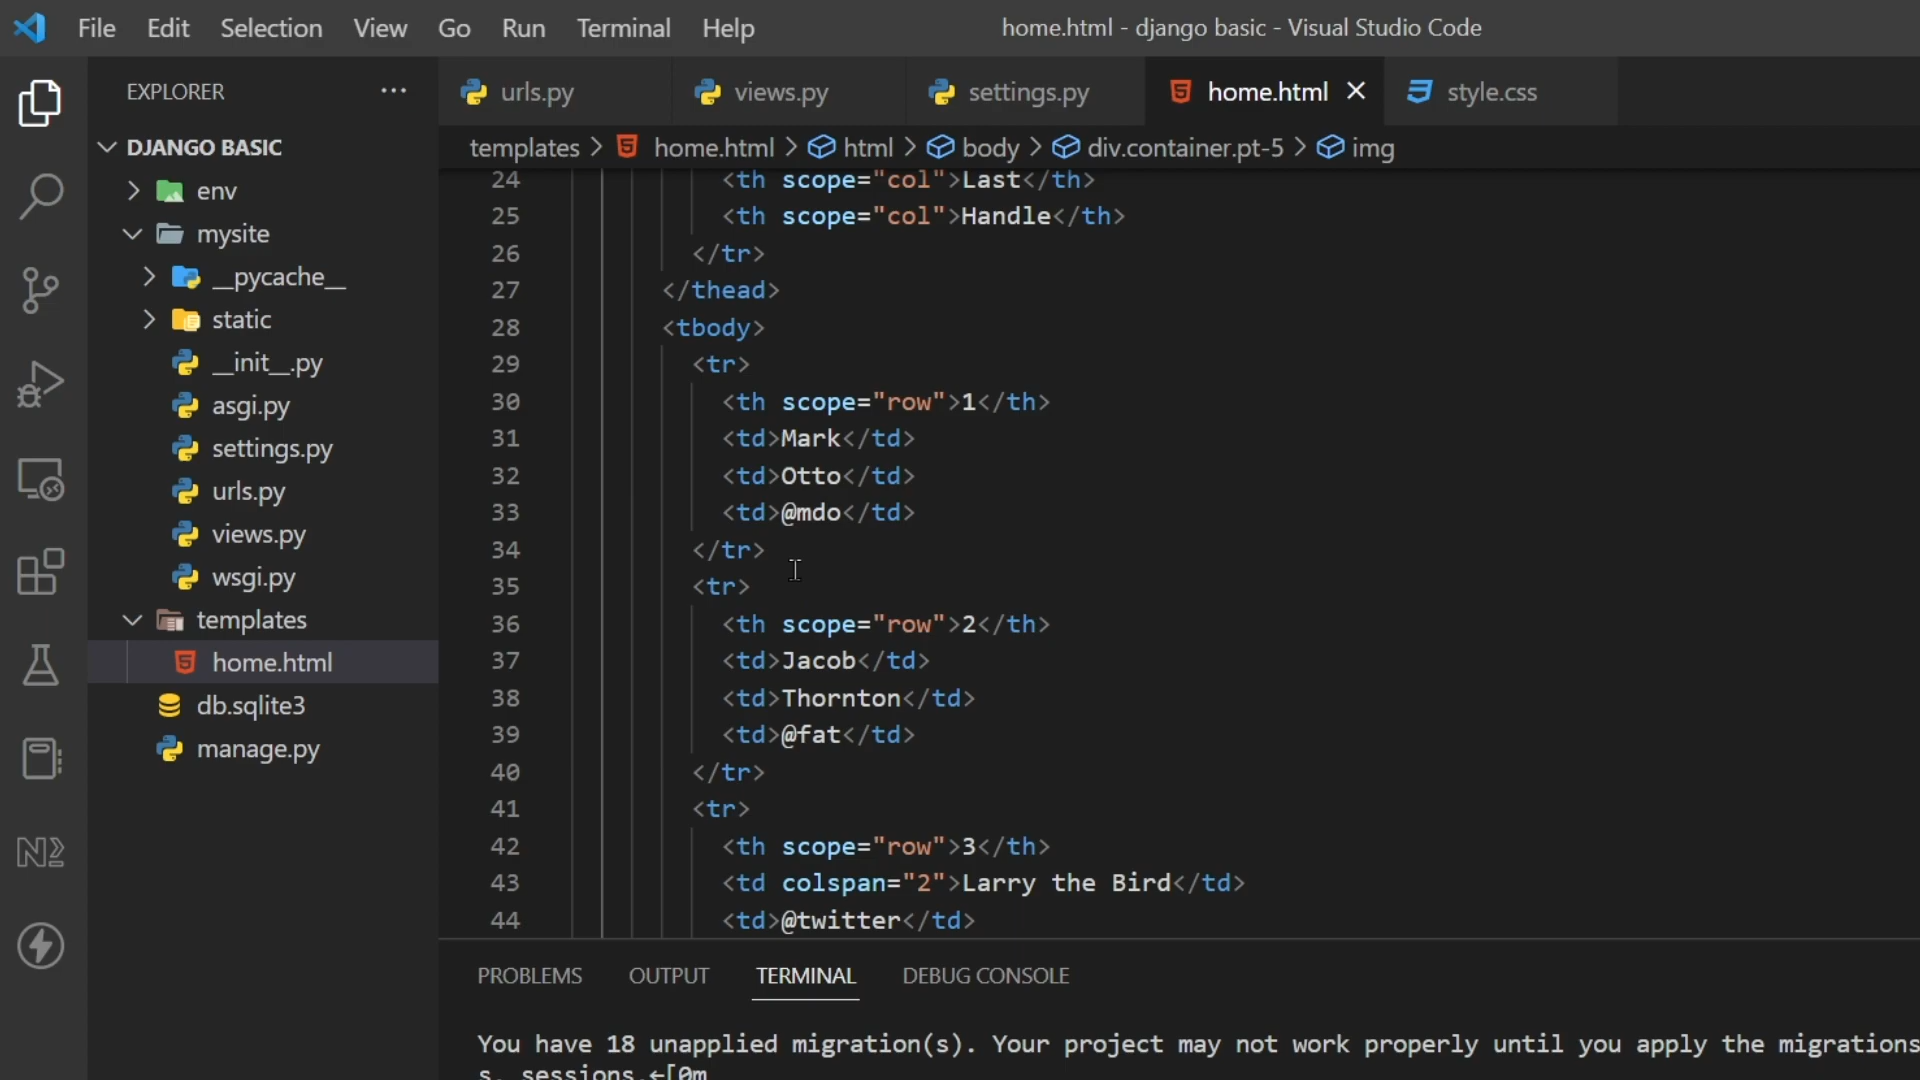 File Edit Selection View Go Run Terminal Help
home.html - django basic - Visual Studio Code
EXPLORER
DJANGO BASIC
env
mysite
__pycache__
static
__init__.py
asgi.py
settings.py
urls.py
views.py
wsgi.py
templates
home.html
db.sqlite3
manage.py
urls.py views.py settings.py home.html style.css
templates > home.html > html > body > div.container.pt-5 > img
24 <th scope="col">Last</th>
25 <th scope="col">Handle</th>
26 </tr>
27 </thead>
28 <tbody>
29 <tr>
30 <th scope="row">1</th>
31 <td>Mark</td>
32 <td>Otto</td>
33 <td>@mdo</td>
34 </tr>
35 <tr>
36 <th scope="row">2</th>
37 <td>Jacob</td>
38 <td>Thornton</td>
39 <td>@fat</td>
40 </tr>
41 <tr>
42 <th scope="row">3</th>
43 <td colspan="2">Larry the Bird</td>
44 <td>@twitter</td>
PROBLEMS OUTPUT TERMINAL DEBUG CONSOLE
You have 18 unapplied migration(s). Your project may not work properly until you apply the migrations
s, sessions.←[0m